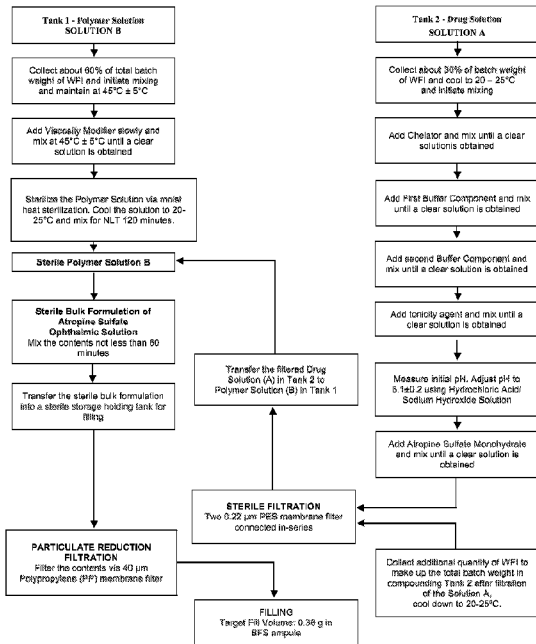 Tank 1 - Polymer Solution
SOLUTION B
Collect about 60% of total batch
weight of WFI and initiate mixing
and maintain at 45°C ± 5°C
Add Viscosity Modifier slowly and
mix at 45°C ± 5°C until a clear
solution is obtained
Sterilize the Polymer Solution via moist
heat sterilization. Cool the solution to 20-
25°C and mix for NLT 120 minutes.
Sterile Polymer Solution B
Sterile Bulk Formulation of
Atropine Sulfate
Ophthalmic Solution
Mix the contents not less than 60
minutes
Transfer the sterile bulk formulation
into a sterile storage holding tank for
filling
PARTICULATE REDUCTION
FILTRATION
Filter the contents via 40 µm
Polypropylene (PP) membrane filter
Transfer the filtered Drug
Solution (A) in Tank 2 to
Polymer Solution (B) in Tank 1
STERILE FILTRATION
Two 0.22 µm PES membrane filter
connected in-series
FILLING
Target Fill Volume: 0.36 g in
BFS ampule
Tank 2 - Drug Solution
SOLUTION A
Collect about 30% of batch weight
of WFI and cool to 20 – 25°C
and initiate mixing
Add Chelator and mix until a clear
solutionis obtained
Add First Buffer Component and mix
until a clear solution is obtained
Add second Buffer Component and
mix until a clear solution is obtained
Add tonicity agent and mix until a
clear solution is obtained
Measure initial pH. Adjust pH to
5.1±0.2 using Hydrochloric Acid/
Sodium Hydroxide Solution
Add Atropine Sulfate Monohydrate
and mix until a clear solution is
obtained
Collect additional quantity of WFI to
make up the total batch weight in
compounding Tank 2 after filtration
of the Solution A,
cool down to 20-25°C.